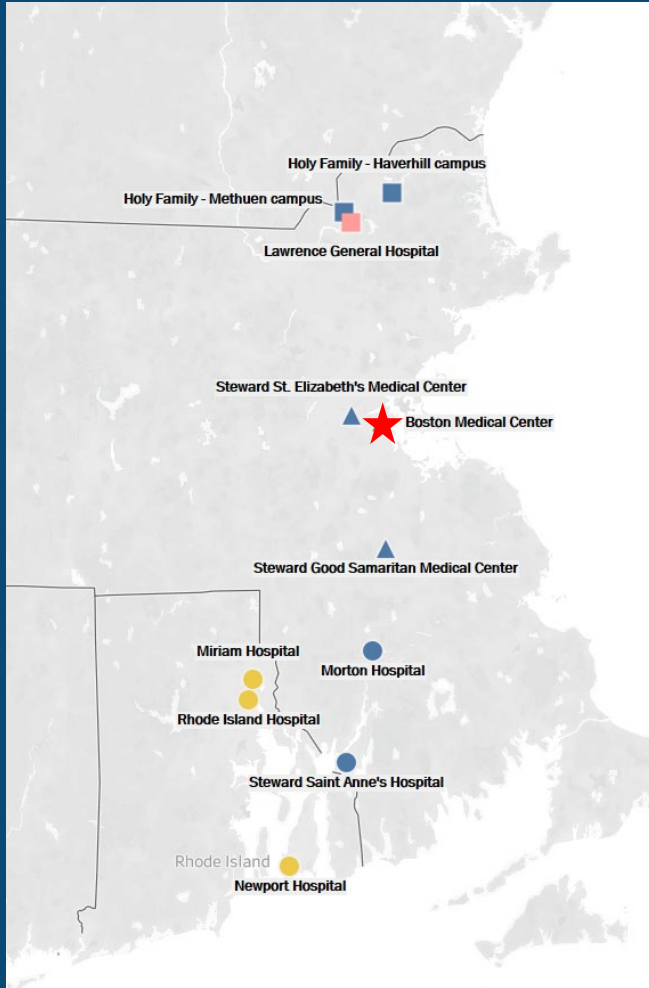 Holy Family - Haverhill campus
Holy Family - Methuen campus
Lawrence General Hospital
Steward St. Elizabeth's Medical Center
Boston Medical Center
Steward Good Samaritan Medical Center
Miriam Hospital
Morton Hospital
Rhode Island Hospital
Steward Saint Anne's Hospital
Rhode Island
Newport Hospital